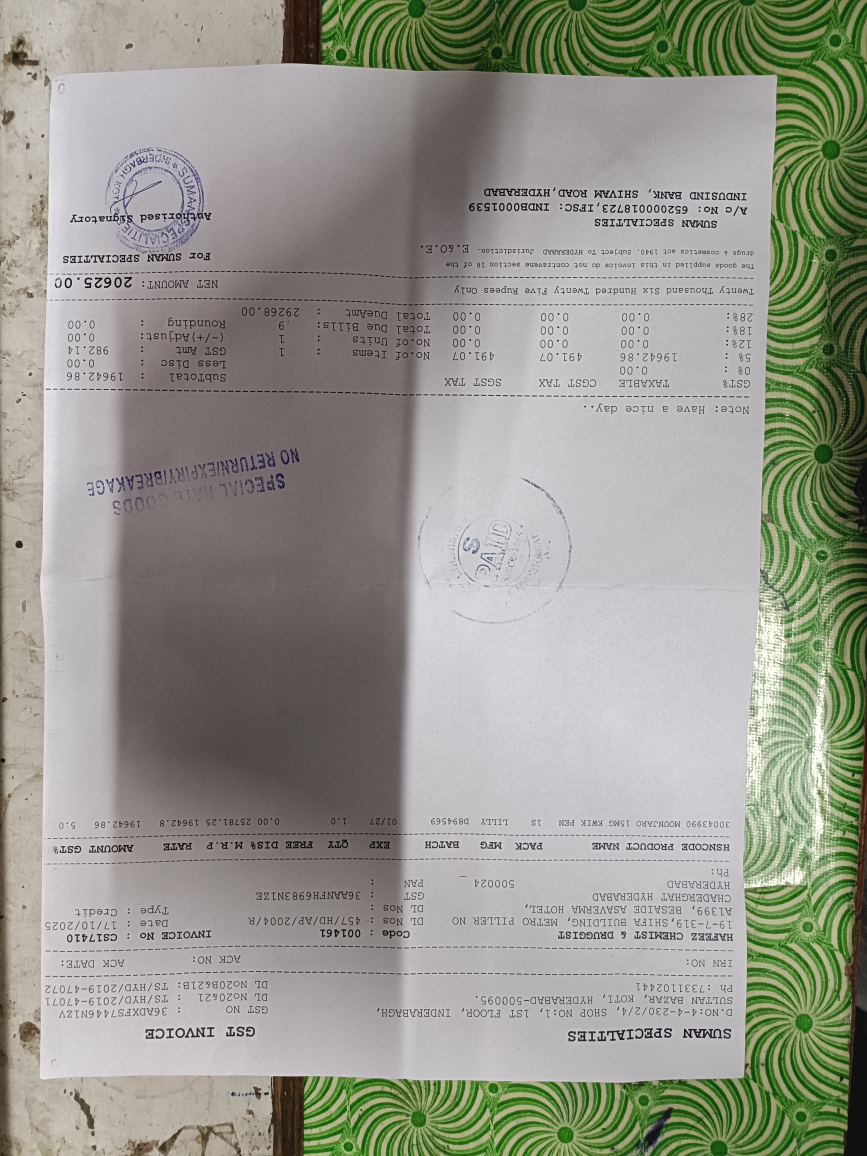 SUMAN SPECIALTIES GST INVOICE
D.NO:4-4-230/2/4, SHOP NO:1, 1ST FLOOR, INDERBAGH, GST NO : 36ADXFS7446N1ZV
SULTAN BAZAR, KOTI, HYDERABAD-500095. DL No20&21 : TS/HYD/2019-47071
Ph :7331102441 DL No20B&21B: TS/HYD/2019-47072
IRN NO: ACK NO: ACK DATE:
HAFEEZ CHEMIST & DRUGGIST Code : 001461 INVOICE No : CS17410
19-7-319,SHIFA BUILDING, METRO PILLER NO DL Nos : 457/HD/AP/2004/R Date : 17/10/2025
A1399, BESAIDE ASAVERMA HOTEL, DL Nos : Type : Credit
CHADERGHAT HYDERABAD GST : 36AANFH6983N1ZE
HYDERABAD 500024 _ PAN :
Ph:
HSNCODE PRODUCT NAME PACK MFG BATCH EXP QTY FREE DIS% M.R.P RATE AMOUNT GST%
30043990 MOUNJARO 15MG KWIK PEN 1S LILLY D894569 01/27 1.0 0.00 25781.25 19642.8 19642.86 5.0
PAID
SPECIAL RATE GOODS
NO RETURN/EXPIRY/BREAKAGE
Note: Have a nice day..
GST% TAXABLE CGST TAX SGST TAX SubTotal : 19642.86
0% : 0.00 Less Disc : 0.00
5% : 19642.86 491.07 491.07 No.of Items : 1 GST Amt : 982.14
12%: 0.00 0.00 0.00 No.of Units : 1 (-/+)Adjust: 0.00
18%: 0.00 0.00 0.00 Total Due Bills: 9 Rounding : 0.00
28%: 0.00 0.00 0.00 Total DueAmt : 29268.00
Twenty Thousand Six Hundred Twenty Five Rupees Only NET AMOUNT: 20625.00
The goods supplied in this invoice do not contravene section 18 of the
drugs & cosmetics act 1940. Subject To HYDERABAD Jurisdiction. E.&O.E.
For SUMAN SPECIALTIES
SUMAN SPECIALTIES
A/c No: 652000018723,IFSC: INDB0001539
INDUSIND BANK, SHIVAM ROAD,HYDERABAD
Authorised Signatory